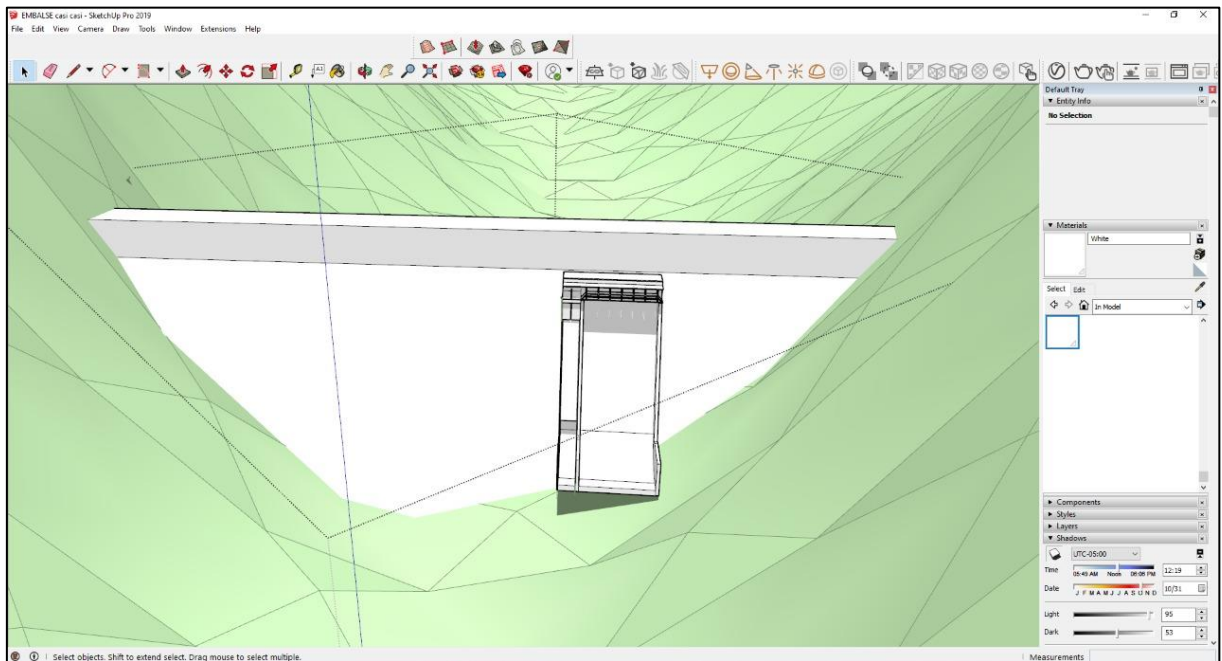 EMBALSE casi casi - SketchUp Pro 2019
File Edit View Camera Draw Tools Window Extensions Help
Default Tray
Entity Info
No Selection
Materials
White
Select Edit
In Model
Components
Styles
Layers
Shadows
UTC-05:00
Time 05:45 AM Noon 06:06 PM 12:19
Date J F M A M J J A S O N D 10/31
Light 95
Dark 53
Select objects. Shift to extend select. Drag mouse to select multiple.
Measurements